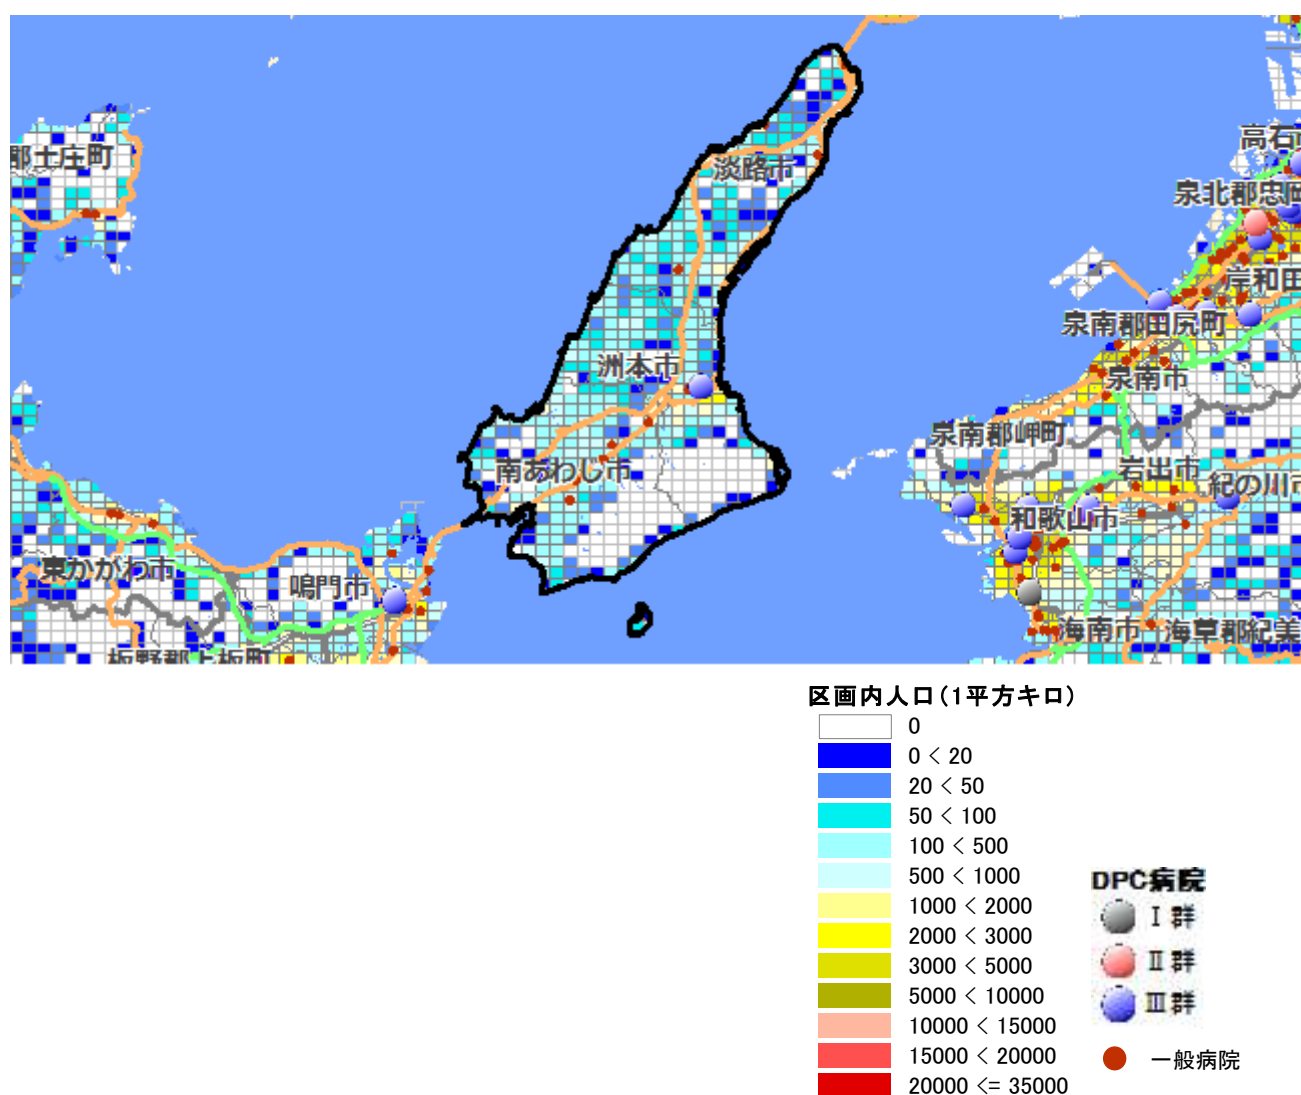 高石市
郡土庄町
淡路市
泉北郡忠岡
岸和田
泉南郡田尻町
洲本市
泉南市
泉南郡岬町
南あわじ市
岩出市
紀の川市
和歌山市
東かがわ市
鳴門市
海南市
海草郡紀美
板野郡上板町
区画内人口(1平方キロ)
0
0 < 20
20 < 50
50 < 100
100 < 500
500 < 1000
1000 < 2000
2000 < 3000
3000 < 5000
5000 < 10000
10000 < 15000
15000 < 20000
20000 <= 35000
DPC病院
Ⅰ群
Ⅱ群
Ⅲ群
一般病院